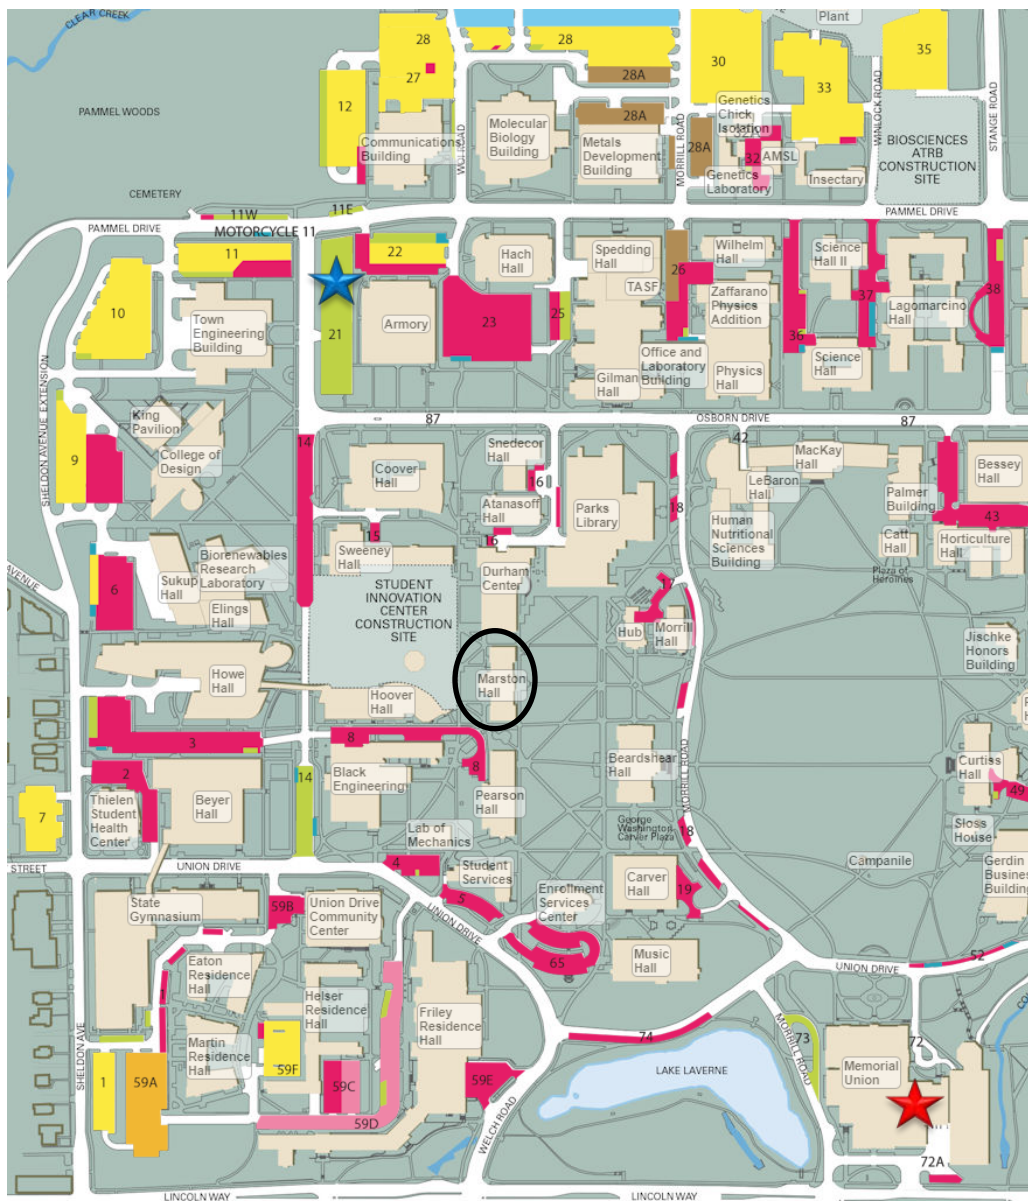 CLEAR CREEK
28
28
Plant
35
30
27
28A
33
12
PAMMEL WOODS
WOI ROAD
28A
MORRILL ROAD
28A
Genetics
Chick
Isolation
WINLOCK ROAD
STANGE ROAD
Communications
Building
Molecular
Biology
Building
Metals
Development
Building
32
AMSL
Genetics
Laboratory
Insectary
BIOSCIENCES
ATRB
CONSTRUCTION
SITE
CEMETERY
11W
11E
PAMMEL DRIVE
MOTORCYCLE 11
PAMMEL DRIVE
11
22
Hach
Hall
Spedding
Hall
TASF
26
Wilhelm
Hall
Science
Hall II
10
Zaffarano
Physics
Addition
37
Lagomarcino
Hall
38
Town
Engineering
Building
21
Armory
23
25
36
Office and
Laboratory
Building
Science
Hall
Gilman
Hall
Physics
Hall
SHELDON AVENUE EXTENSION
87
OSBORN DRIVE
87
King
Pavilion
14
42
9
College of
Design
Coover
Hall
Snedecor
Hall
16
MacKay
Hall
LeBaron
Hall
Bessey
Hall
Atanasoff
Hall
Parks
Library
18
Palmer
Building
43
15
16
Human
Nutritional
Sciences
Building
Catt
Hall
Horticulture
Hall
Sweeney
Hall
Biorenewables
Research
Laboratory
Durham
Center
Plaza of
Heroines
AVENUE
6
Sukup
Hall
STUDENT
INNOVATION
CENTER
CONSTRUCTION
SITE
17
Elings
Hall
Hub
Morrill
Hall
Jischke
Honors
Building
Howe
Hall
Marston
Hall
Hoover
Hall
3
8
8
Beardshear
Hall
MORRILL ROAD
Curtiss
Hall
2
14
Black
Engineering
Pearson
Hall
49
7
Thielen
Student
Health
Center
Beyer
Hall
George
Washington
Carver Plaza
18
Sloss
House
Lab of
Mechanics
STREET
UNION DRIVE
4
Student
Services
Campanile
Gerdin
Business
Building
Carver
Hall
19
State
Gymnasium
59B
Union Drive
Community
Center
5
Enrollment
Services
Center
UNION DRIVE
65
Music
Hall
52
UNION DRIVE
Eaton
Residence
Hall
1
Helser
Residence
Hall
Friley
Residence
Hall
74
73
72
MORRILL ROAD
SHELDON AVE
Martin
Residence
Hall
1
59A
59F
59C
59E
LAKE LAVERNE
Memorial
Union
59D
WELCH ROAD
72A
LINCOLN WAY
LINCOLN WAY